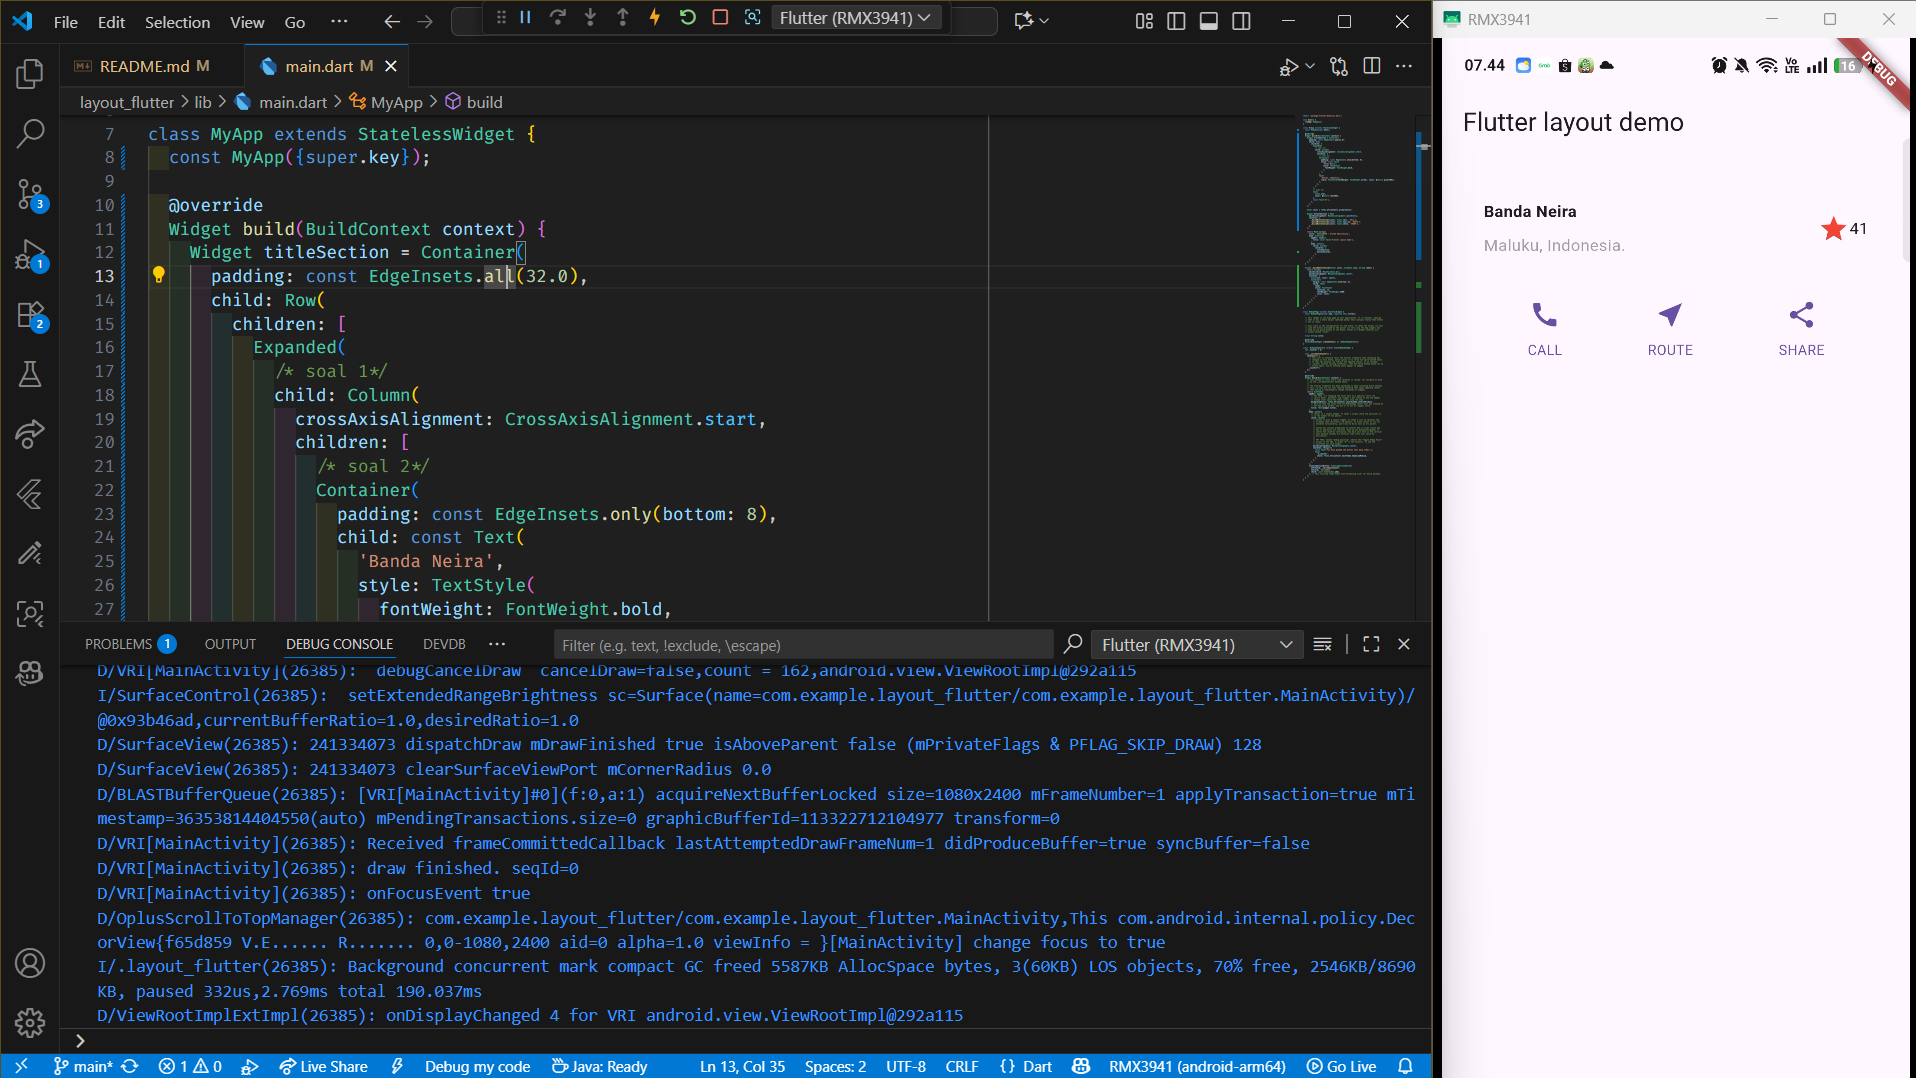 File Edit Selection View Go ··· Flutter (RMX3941)
README.md M main.dart M
layout_flutter > lib > main.dart > MyApp > build
7 class MyApp extends StatelessWidget {
8 const MyApp({super.key});
9
10 @override
11 Widget build(BuildContext context) {
12 Widget titleSection = Container(
13 padding: const EdgeInsets.all(32.0),
14 child: Row(
15 children: [
16 Expanded(
17 /* soal 1*/
18 child: Column(
19 crossAxisAlignment: CrossAxisAlignment.start,
20 children: [
21 /* soal 2*/
22 Container(
23 padding: const EdgeInsets.only(bottom: 8),
24 child: const Text(
25 'Banda Neira',
26 style: TextStyle(
27 fontWeight: FontWeight.bold,
3
1
2
PROBLEMS 1 OUTPUT DEBUG CONSOLE DEVDB ··· Filter (e.g. text, !exclude, \escape) Flutter (RMX3941)
D/VRI[MainActivity](26385): debugCancelDraw cancelDraw=false,count = 162,android.view.ViewRootImpl@292a115
I/SurfaceControl(26385): setExtendedRangeBrightness sc=Surface(name=com.example.layout_flutter/com.example.layout_flutter.MainActivity)/
@0x93b46ad,currentBufferRatio=1.0,desiredRatio=1.0
D/SurfaceView(26385): 241334073 dispatchDraw mDrawFinished true isAboveParent false (mPrivateFlags & PFLAG_SKIP_DRAW) 128
D/SurfaceView(26385): 241334073 clearSurfaceViewPort mCornerRadius 0.0
D/BLASTBufferQueue(26385): [VRI[MainActivity]#0](f:0,a:1) acquireNextBufferLocked size=1080x2400 mFrameNumber=1 applyTransaction=true mTi
mestamp=36353814404550(auto) mPendingTransactions.size=0 graphicBufferId=113322712104977 transform=0
D/VRI[MainActivity](26385): Received frameCommittedCallback lastAttemptedDrawFrameNum=1 didProduceBuffer=true syncBuffer=false
D/VRI[MainActivity](26385): draw finished. seqId=0
D/VRI[MainActivity](26385): onFocusEvent true
D/OplusScrollToTopManager(26385): com.example.layout_flutter/com.example.layout_flutter.MainActivity,This com.android.internal.policy.Dec
orView{f65d859 V.E...... R....... 0,0-1080,2400 aid=0 alpha=1.0 viewInfo = }[MainActivity] change focus to true
I/.layout_flutter(26385): Background concurrent mark compact GC freed 5587KB AllocSpace bytes, 3(60KB) LOS objects, 70% free, 2546KB/8690
KB, paused 332us,2.769ms total 190.037ms
D/ViewRootImplExtImpl(26385): onDisplayChanged 4 for VRI android.view.ViewRootImpl@292a115
>
main* 1 0 Live Share Debug my code Java: Ready Ln 13, Col 35 Spaces: 2 UTF-8 CRLF {} Dart RMX3941 (android-arm64) Go Live
RMX3941
07.44 16
DEBUG
Flutter layout demo
Banda Neira
Maluku, Indonesia.
41
CALL ROUTE SHARE